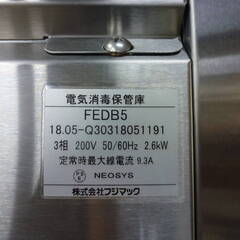 電気消毒保管庫
FEDB5
18.05-Q30318051191
3相 200V 50/60Hz 2.6kW
定常時最大線電流 9.3A
NEOSYS
株式会社フジマック